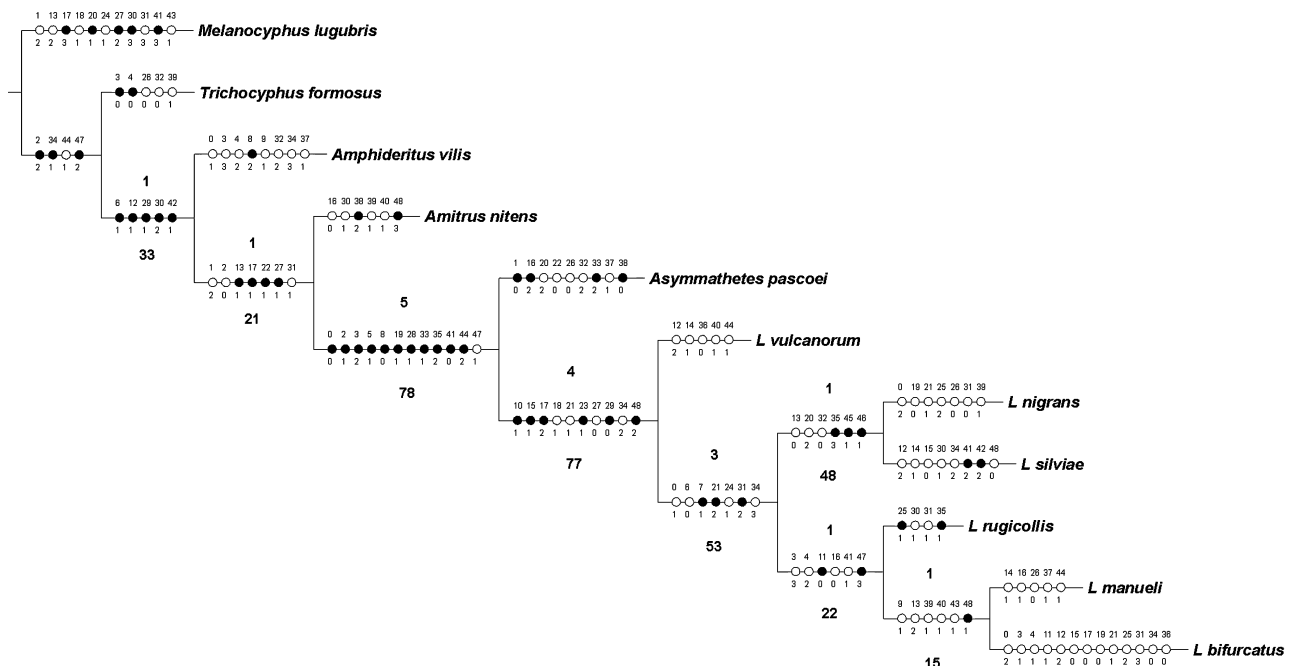 1 13 17 18 20 24 27 30 31 41 43
2 2 3 1 1 1 2 3 3 3 1
Melanocyphus lugubris
3 4 26 32 39
0 0 0 0 1
Trichocyphus formosus
2 34 44 47
2 1 1 2
0 3 4 8 9 32 34 37
1 3 2 2 1 2 3 1
Amphideritus vilis
1
6 12 29 30 42
1 1 1 2 1
33
16 30 38 39 40 48
0 1 2 1 1 3
Amitrus nitens
1
1 2 13 17 22 27 31
2 0 1 1 1 1 1
21
1 16 20 22 26 32 33 37 38
0 2 2 0 0 2 2 1 0
Asymmathetes pascoei
5
0 2 3 5 8 19 28 33 35 41 44 47
0 1 2 1 0 1 1 1 2 0 2 1
78
12 14 36 40 44
2 1 0 1 1
L vulcanorum
4
10 15 17 18 21 23 27 29 34 48
1 1 2 1 1 1 0 0 2 2
77
0 19 21 25 26 31 39
2 0 1 2 0 0 1
L nigrans
1
13 20 32 35 45 46
0 2 0 3 1 1
48
12 14 15 30 34 41 42 48
2 1 0 1 2 2 2 0
L silviae
3
0 6 7 21 24 31 34
1 0 1 2 1 2 3
53
25 30 31 35
1 1 1 1
L rugicollis
1
3 4 11 16 41 47
3 2 0 0 1 3
22
14 16 26 37 44
1 1 0 1 1
L manueli
1
9 13 39 40 43 48
1 2 1 1 1 1
15
0 3 4 11 12 15 17 19 21 25 31 34 36
2 1 1 1 2 0 0 0 1 2 3 0 0
L bifurcatus